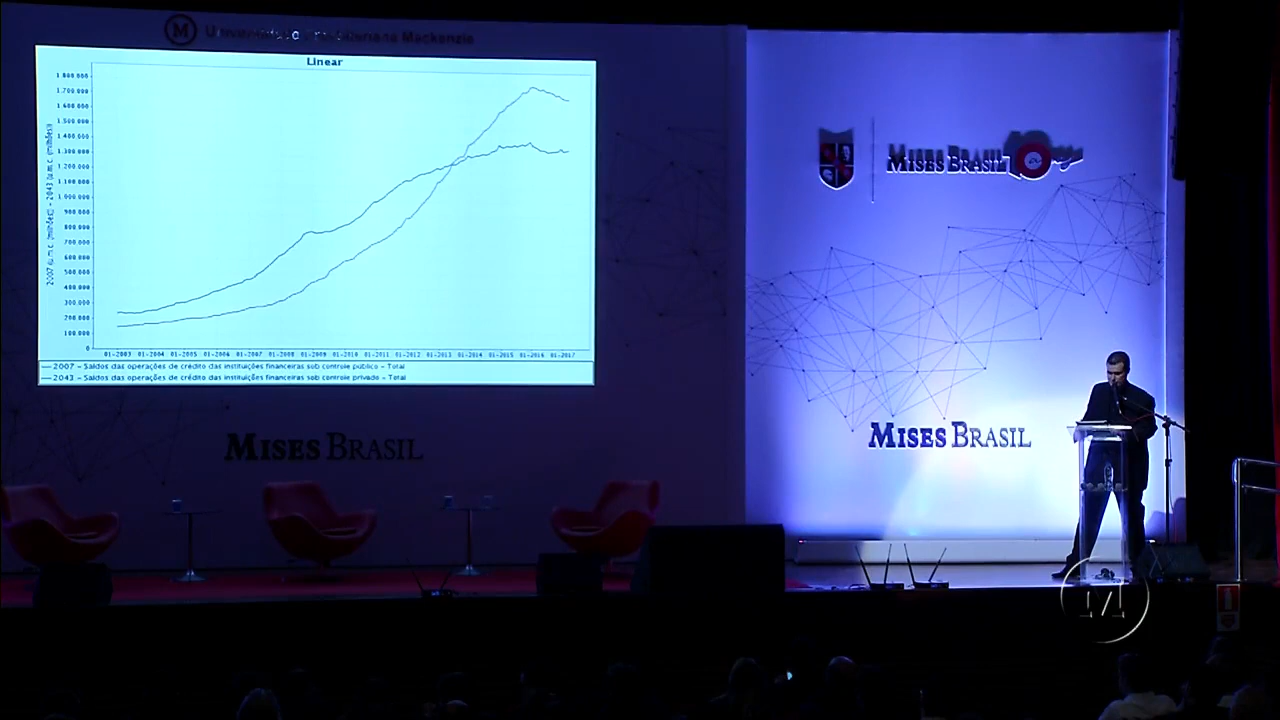 M
Mackenzie
Linear
1.800.000
1.700.000
1.600.000
1.500.000
1.400.000
1.300.000
1.200.000
1.100.000
1.000.000
900.000
800.000
700.000
600.000
500.000
400.000
300.000
200.000
100.000
0
2007 (u.m.c. (milhões) - 2043 (u.m.c. (milhões)
01-2003 01-2004 01-2005 01-2006 01-2007 01-2008 01-2009 01-2010 01-2011 01-2012 01-2013 01-2014 01-2015 01-2016 01-2017
2007 - Saldos das operações de crédito das instituições financeiras sob controle público - Total
2043 - Saldos das operações de crédito das instituições financeiras sob controle privado - Total
MISES BRASIL 10
MISES BRASIL
MISES BRASIL
M